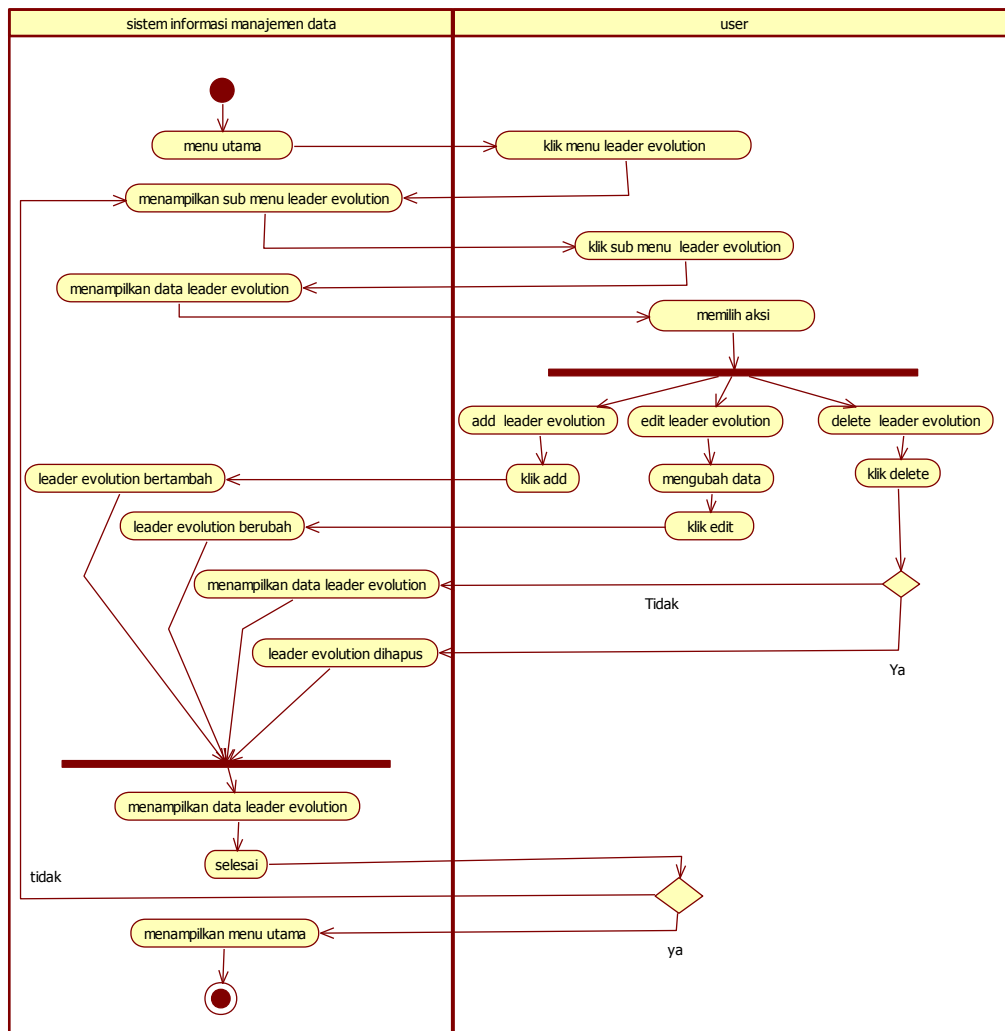 sistem informasi manajemen data
user
menu utama
klik menu leader evolution
menampilkan sub menu leader evolution
klik sub menu leader evolution
menampilkan data leader evolution
memilih aksi
add leader evolution
edit leader evolution
delete leader evolution
leader evolution bertambah
klik add
mengubah data
klik delete
leader evolution berubah
klik edit
menampilkan data leader evolution
Tidak
leader evolution dihapus
Ya
menampilkan data leader evolution
selesai
tidak
menampilkan menu utama
ya